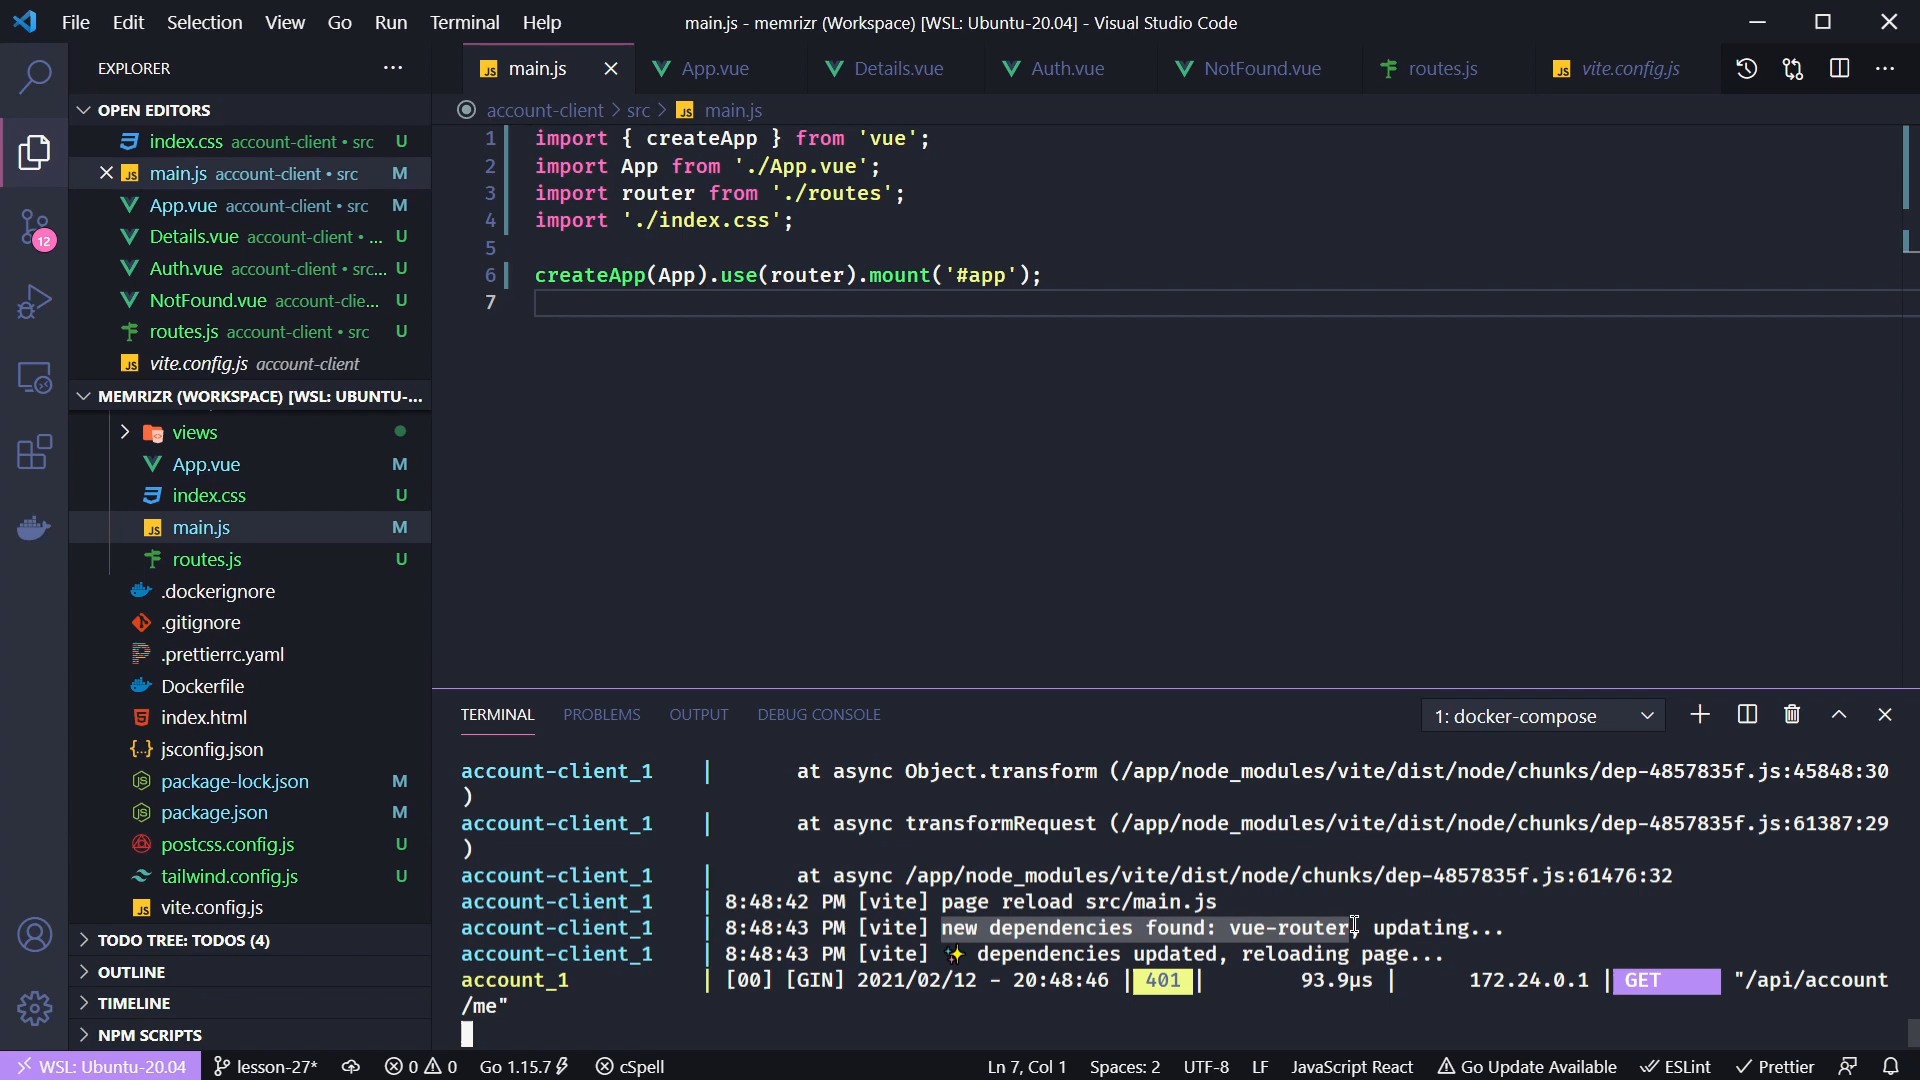 File Edit Selection View Go Run Terminal Help
main.js - memrizr (Workspace) [WSL: Ubuntu-20.04] - Visual Studio Code
EXPLORER
OPEN EDITORS
index.css account-client • src U
main.js account-client • src M
App.vue account-client • src M
Details.vue account-client • ... U
Auth.vue account-client • src... U
NotFound.vue account-clie... U
routes.js account-client • src U
vite.config.js account-client
MEMRIZR (WORKSPACE) [WSL: UBUNTU-...
views
App.vue M
index.css U
main.js M
routes.js U
.dockerignore
.gitignore
.prettierrc.yaml
Dockerfile
index.html
jsconfig.json
package-lock.json M
package.json M
postcss.config.js U
tailwind.config.js U
vite.config.js
TODO TREE: TODOS (4)
OUTLINE
TIMELINE
NPM SCRIPTS
12
main.js App.vue Details.vue Auth.vue NotFound.vue routes.js vite.config.js
account-client > src > main.js
1 import { createApp } from 'vue';
2 import App from './App.vue';
3 import router from './routes';
4 import './index.css';
5
6 createApp(App).use(router).mount('#app');
7
TERMINAL PROBLEMS OUTPUT DEBUG CONSOLE
1: docker-compose
account-client_1 | at async Object.transform (/app/node_modules/vite/dist/node/chunks/dep-4857835f.js:45848:30
)
account-client_1 | at async transformRequest (/app/node_modules/vite/dist/node/chunks/dep-4857835f.js:61387:29
)
account-client_1 | at async /app/node_modules/vite/dist/node/chunks/dep-4857835f.js:61476:32
account-client_1 | 8:48:42 PM [vite] page reload src/main.js
account-client_1 | 8:48:43 PM [vite] new dependencies found: vue-router, updating...
account-client_1 | 8:48:43 PM [vite] ✨ dependencies updated, reloading page...
account_1 | [00] [GIN] 2021/02/12 - 20:48:46 | 401 | 93.9µs | 172.24.0.1 | GET "/api/account
/me"
WSL: Ubuntu-20.04 lesson-27* 0 0 Go 1.15.7 cSpell Ln 7, Col 1 Spaces: 2 UTF-8 LF JavaScript React Go Update Available ESLint Prettier